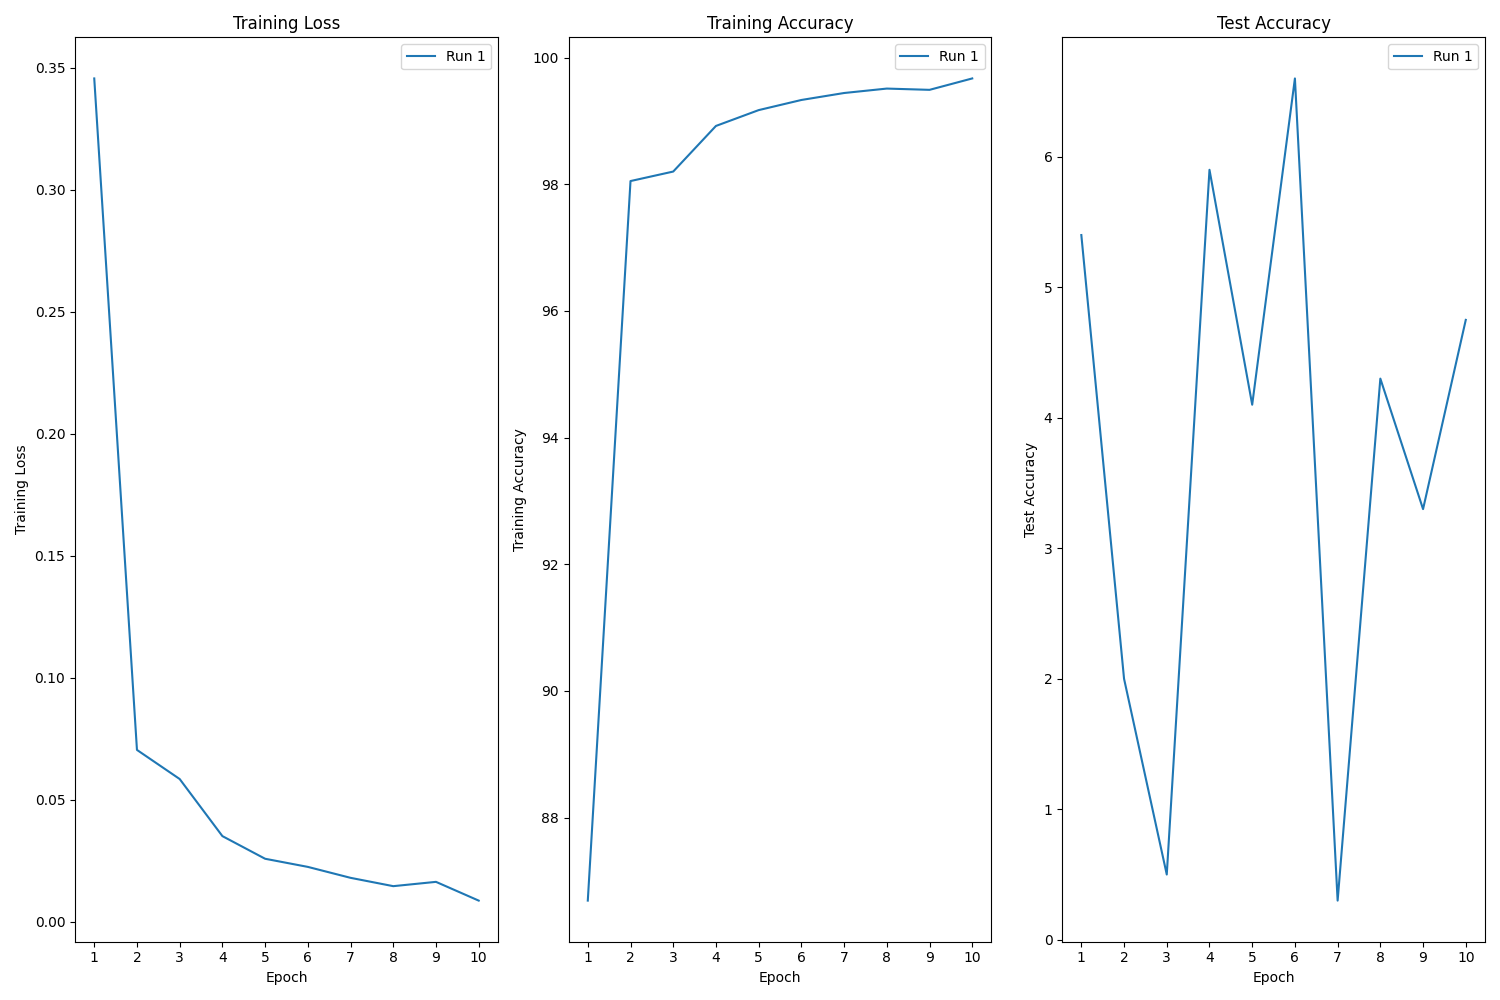 Training Loss
Run 1
0.35
0.30
0.25
0.20
0.15
0.10
0.05
0.00
Training Loss
1 2 3 4 5 6 7 8 9 10
Epoch
Training Accuracy
Run 1
100
98
96
94
92
90
88
Training Accuracy
1 2 3 4 5 6 7 8 9 10
Epoch
Test Accuracy
Run 1
6
5
4
3
2
1
0
Test Accuracy
1 2 3 4 5 6 7 8 9 10
Epoch